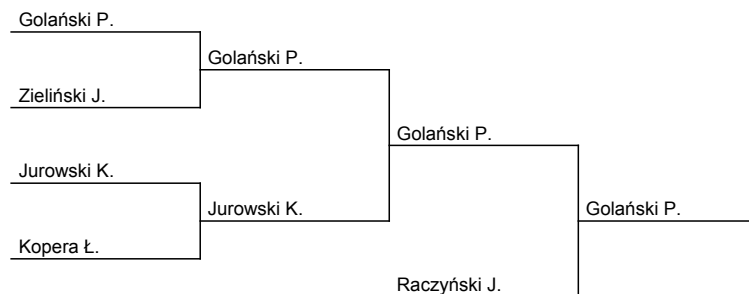 Golański P.
Golański P.
Zieliński J.
Golański P.
Jurowski K.
Jurowski K.
Golański P.
Kopera Ł.
Raczyński J.